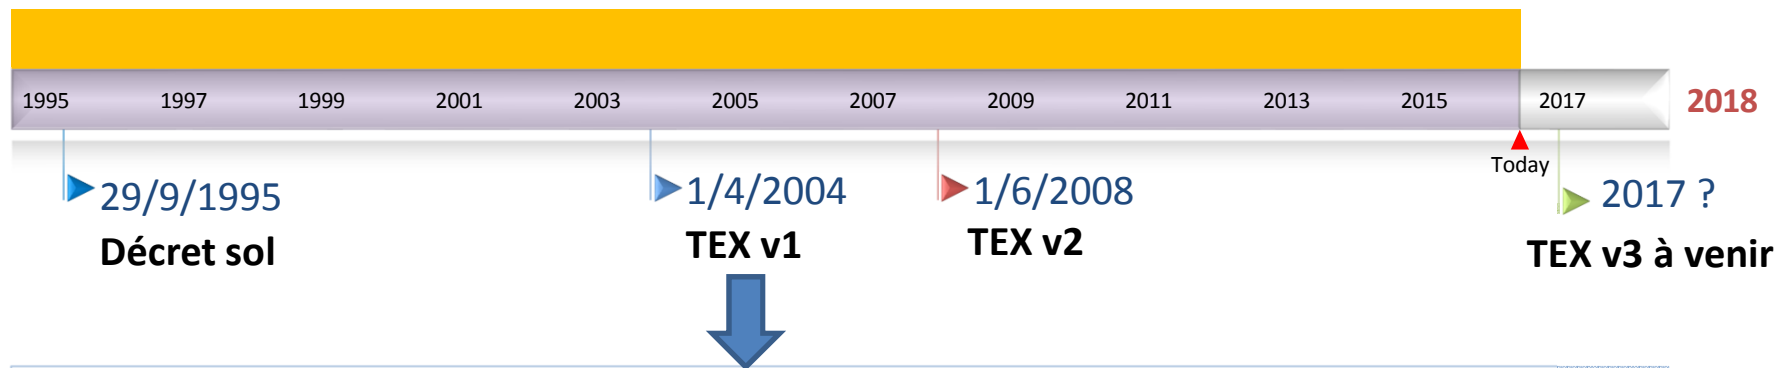 1995 1997 1999 2001 2003 2005 2007 2009 2011 2013 2015 2017 2018
Today
29/9/1995 1/4/2004 1/6/2008 2017 ?
Décret sol TEX v1 TEX v2 TEX v3 à venir